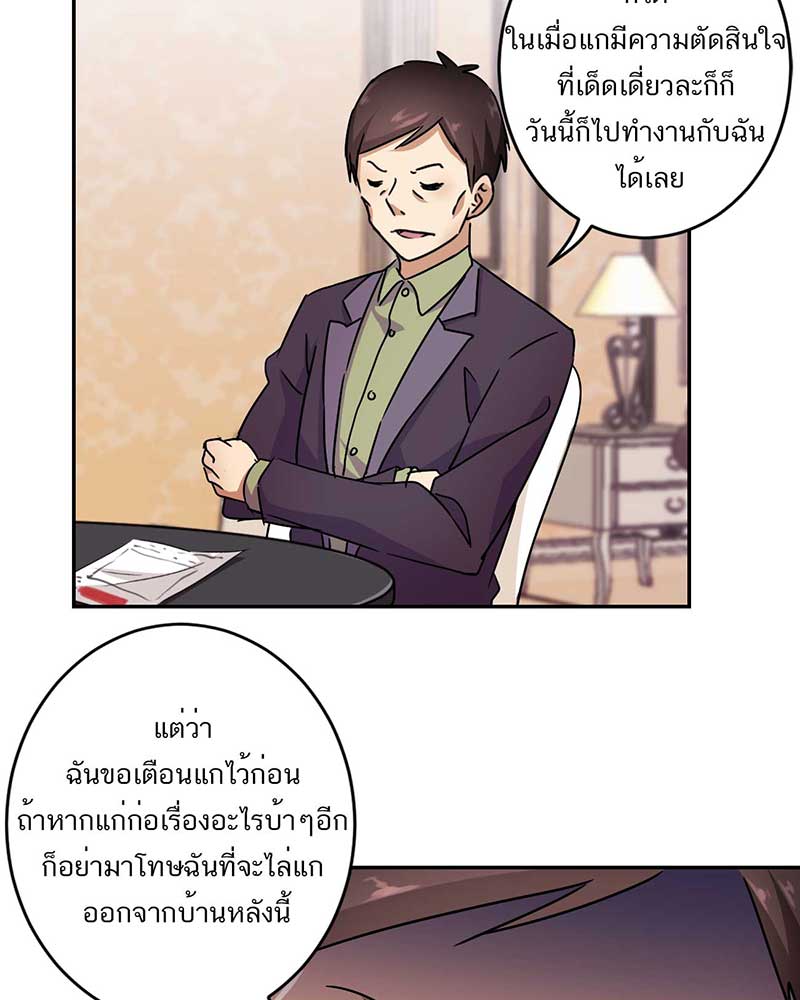 ในเมื่อแกมีความตัดสินใจ
ที่เด็ดเดี่ยวละก็ก็
วันนี้ก็ไปทำงานกับฉัน
ได้เลย
แต่ว่า
ฉันขอเตือนแกไว้ก่อน
ถ้าหากแก่ก่อเรื่องอะไรบ้าๆอีก
ก็อย่ามาโทษฉันที่จะไล่แก
ออกจากบ้านหลังนี้